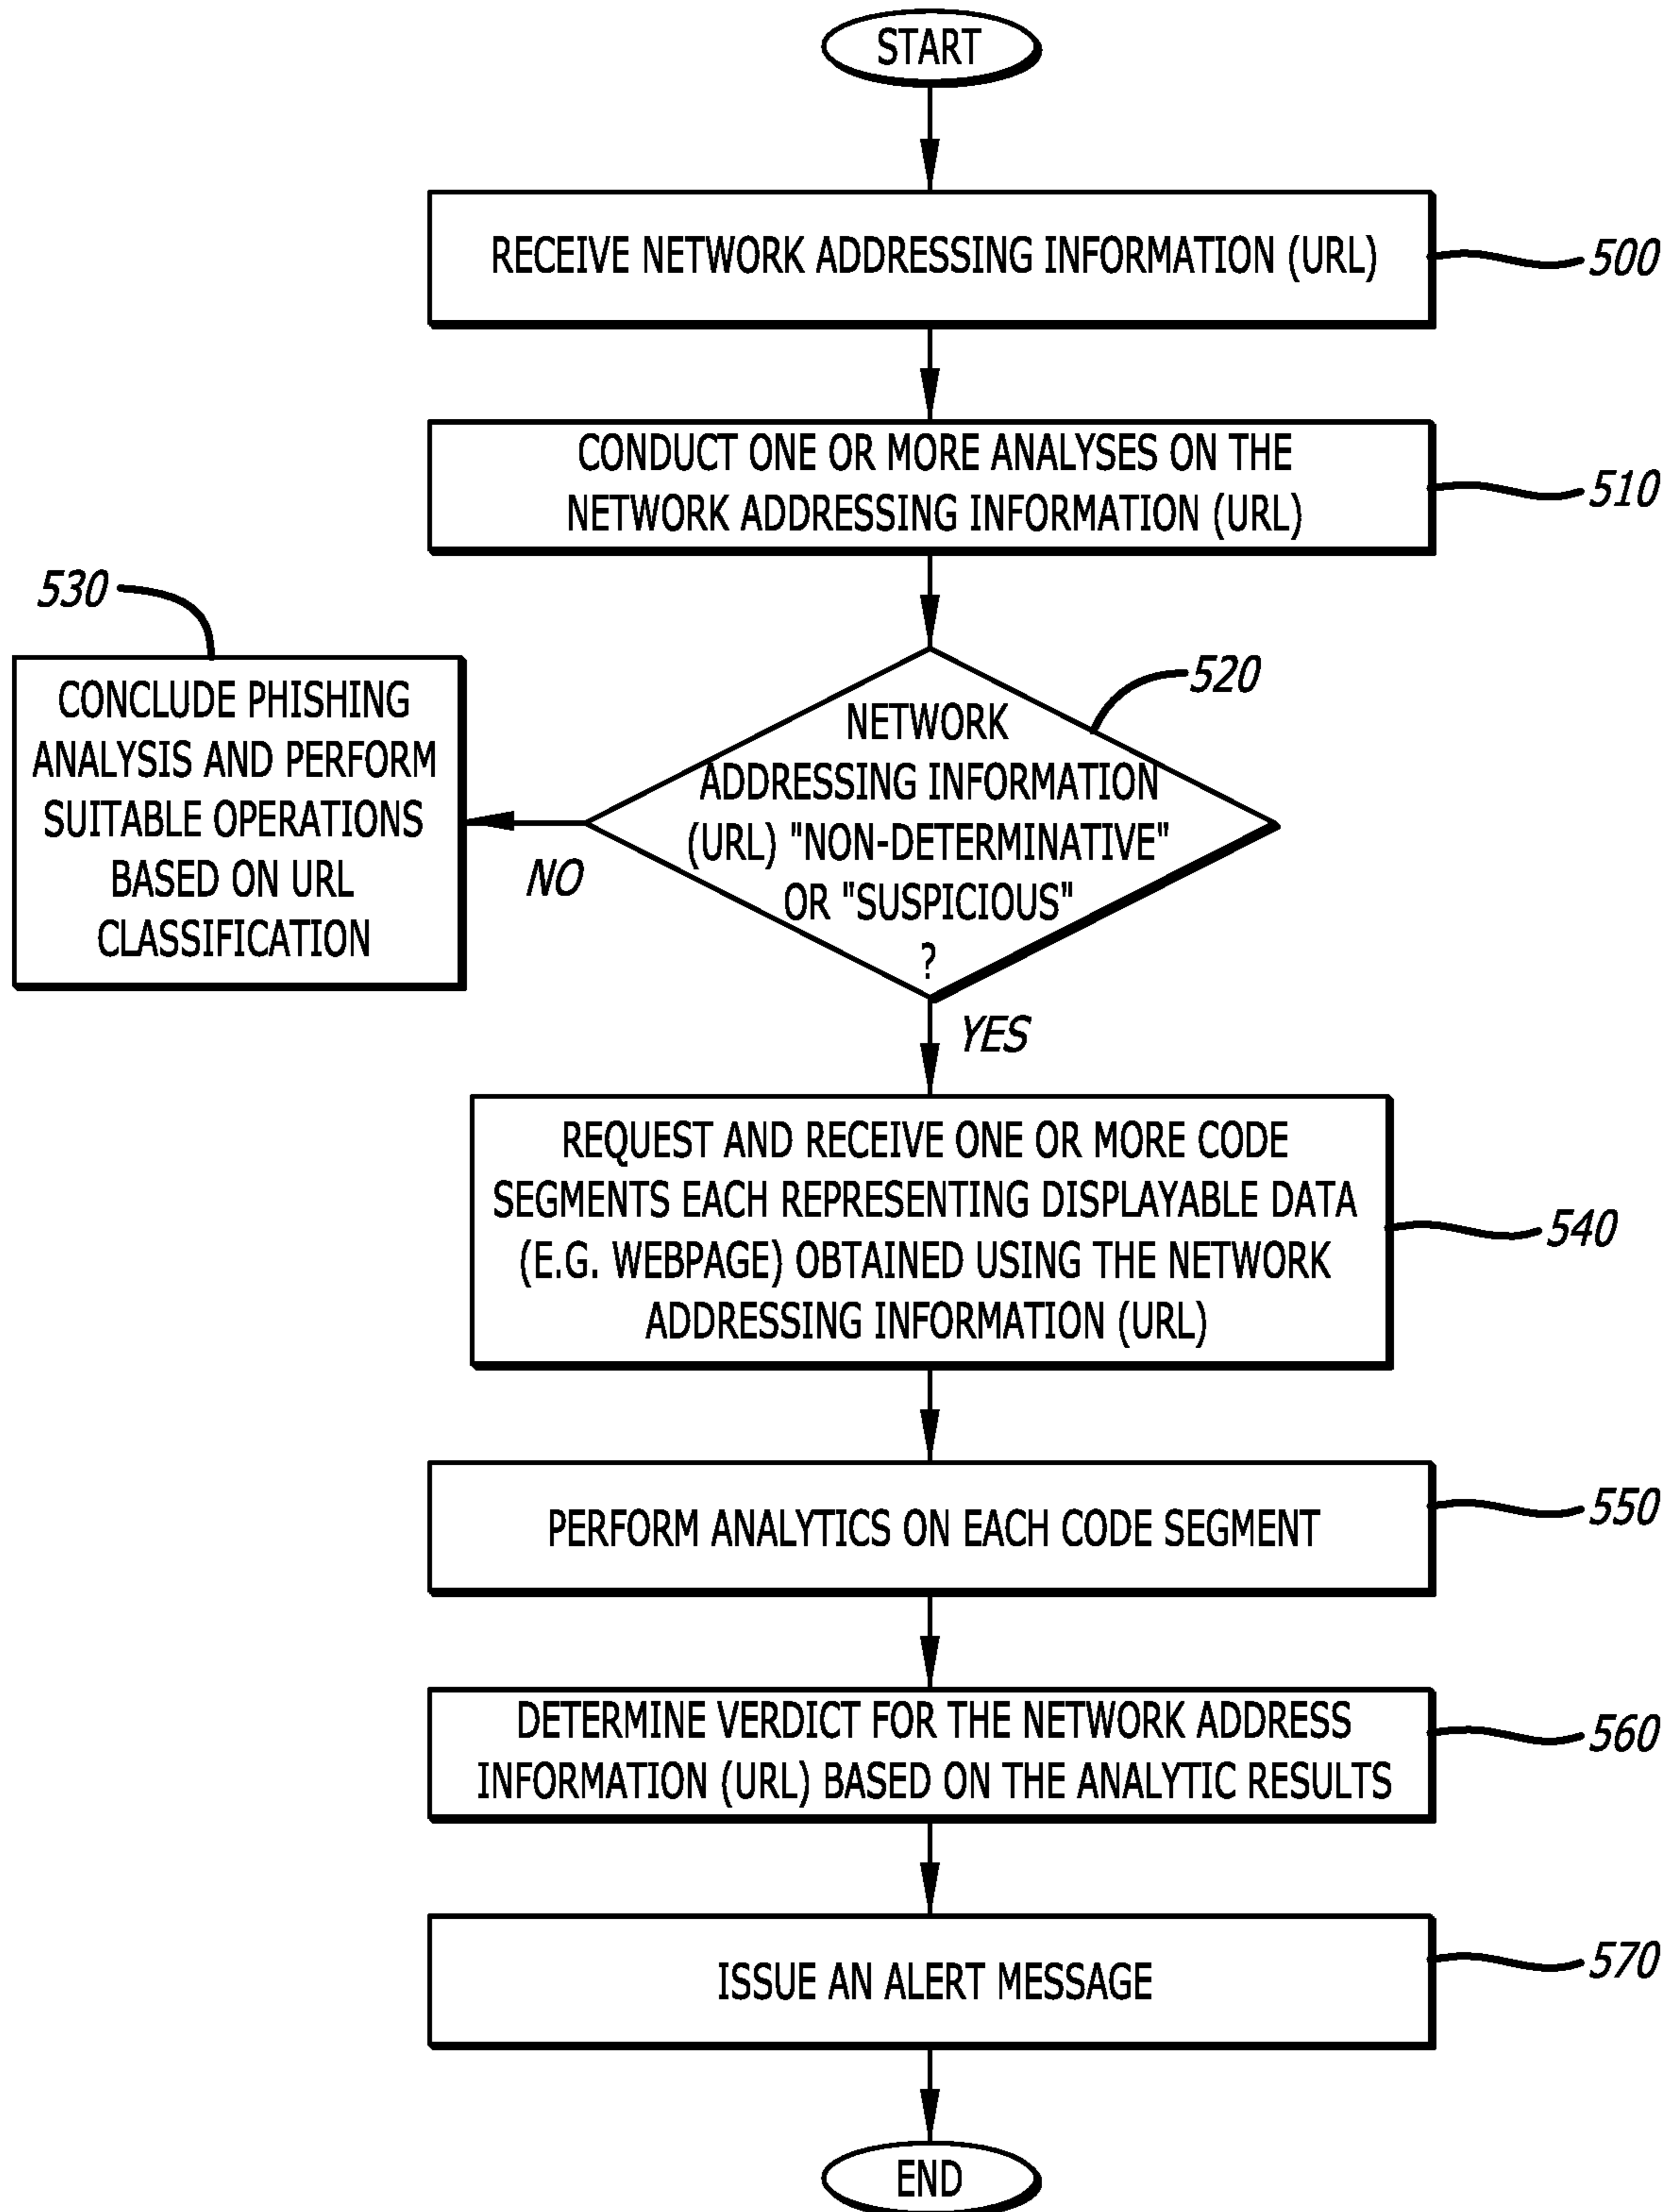 START
RECEIVE NETWORK ADDRESSING INFORMATION (URL)
500
CONDUCT ONE OR MORE ANALYSES ON THE
NETWORK ADDRESSING INFORMATION (URL)
510
530
CONCLUDE PHISHING
ANALYSIS AND PERFORM
SUITABLE OPERATIONS
BASED ON URL
CLASSIFICATION
NO
520
NETWORK
ADDRESSING INFORMATION
(URL) "NON-DETERMINATIVE"
OR "SUSPICIOUS"
?
YES
REQUEST AND RECEIVE ONE OR MORE CODE
SEGMENTS EACH REPRESENTING DISPLAYABLE DATA
(E.G. WEBPAGE) OBTAINED USING THE NETWORK
ADDRESSING INFORMATION (URL)
540
PERFORM ANALYTICS ON EACH CODE SEGMENT
550
DETERMINE VERDICT FOR THE NETWORK ADDRESS
INFORMATION (URL) BASED ON THE ANALYTIC RESULTS
560
ISSUE AN ALERT MESSAGE
570
END